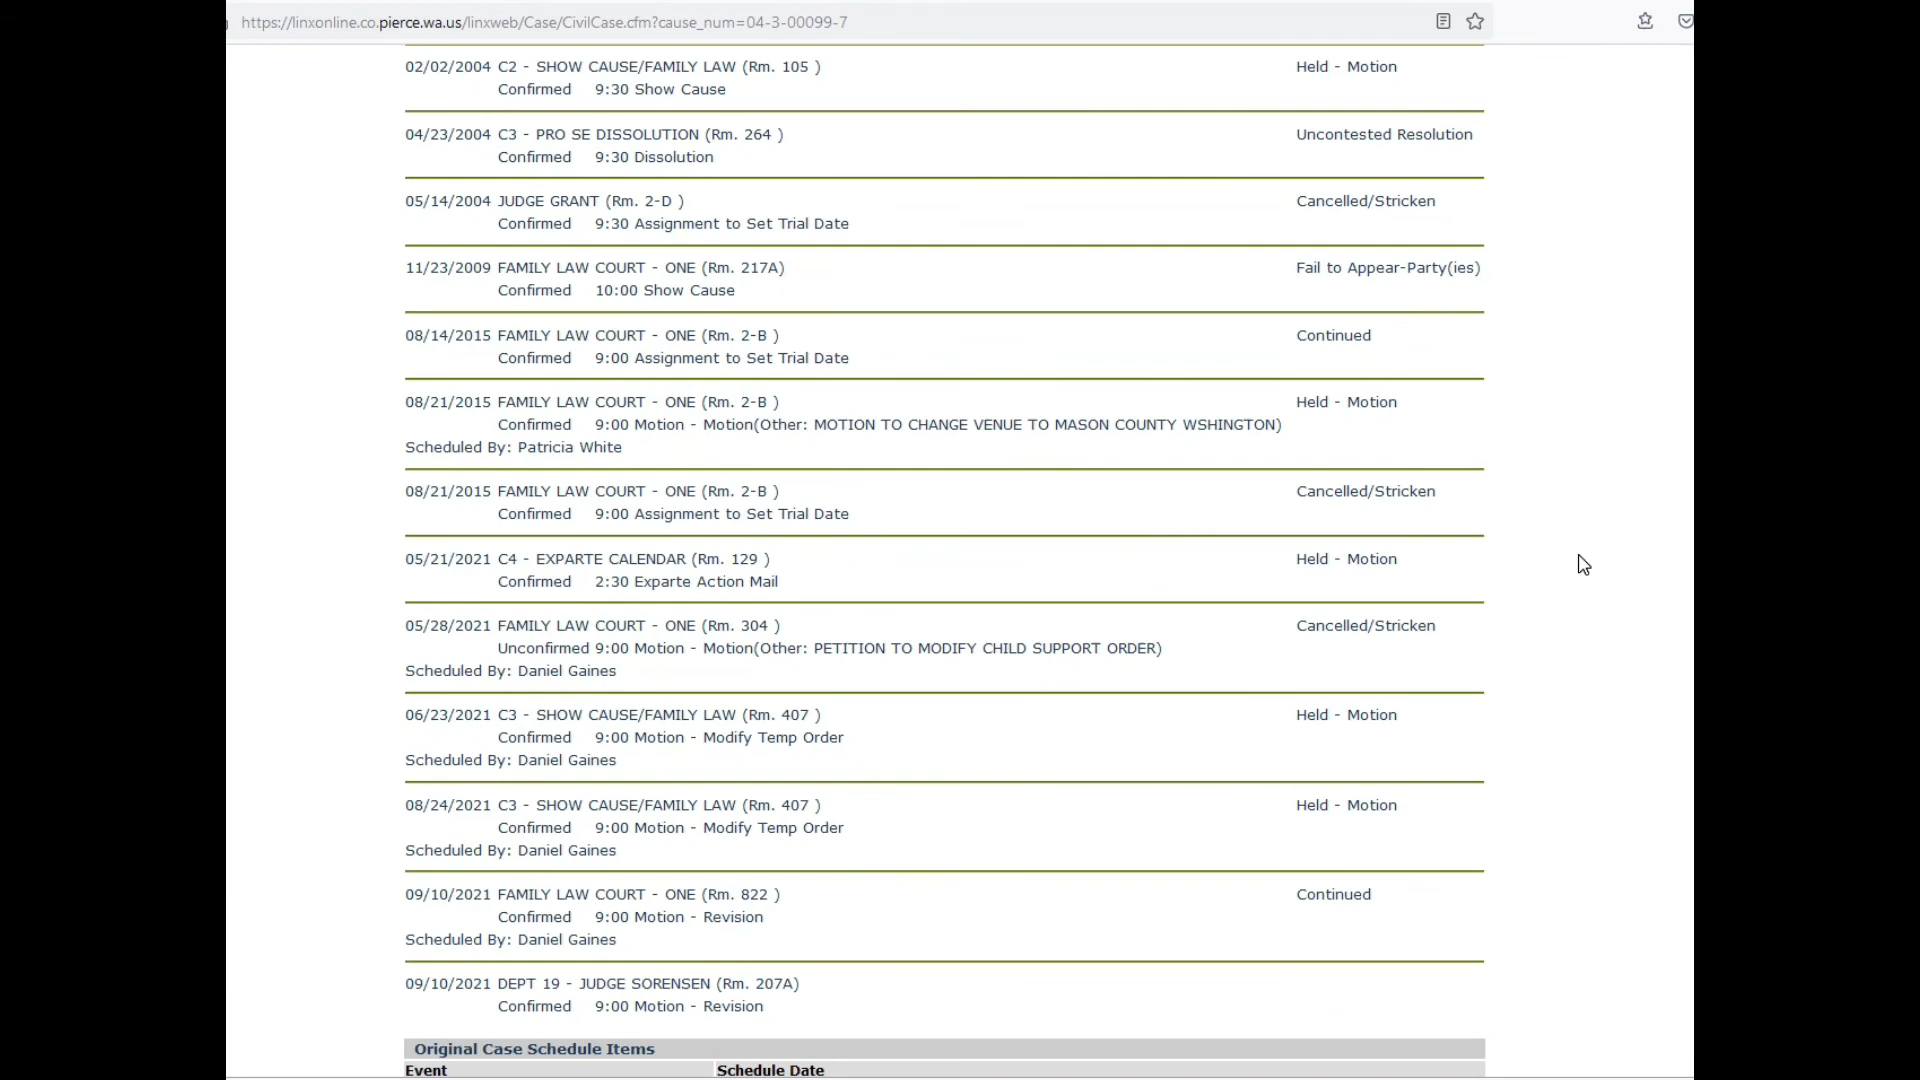 https://linxonline.co.pierce.wa.us/linxweb/Case/CivilCase.cfm?cause_num=04-3-00099-7
02/02/2004 C2 - SHOW CAUSE/FAMILY LAW (Rm. 105 ) Held - Motion
Confirmed 9:30 Show Cause
04/23/2004 C3 - PRO SE DISSOLUTION (Rm. 264 ) Uncontested Resolution
Confirmed 9:30 Dissolution
05/14/2004 JUDGE GRANT (Rm. 2-D ) Cancelled/Stricken
Confirmed 9:30 Assignment to Set Trial Date
11/23/2009 FAMILY LAW COURT - ONE (Rm. 217A) Fail to Appear-Party(ies)
Confirmed 10:00 Show Cause
08/14/2015 FAMILY LAW COURT - ONE (Rm. 2-B ) Continued
Confirmed 9:00 Assignment to Set Trial Date
08/21/2015 FAMILY LAW COURT - ONE (Rm. 2-B ) Held - Motion
Confirmed 9:00 Motion - Motion(Other: MOTION TO CHANGE VENUE TO MASON COUNTY WSHINGTON)
Scheduled By: Patricia White
08/21/2015 FAMILY LAW COURT - ONE (Rm. 2-B ) Cancelled/Stricken
Confirmed 9:00 Assignment to Set Trial Date
05/21/2021 C4 - EXPARTE CALENDAR (Rm. 129 ) Held - Motion
Confirmed 2:30 Exparte Action Mail
05/28/2021 FAMILY LAW COURT - ONE (Rm. 304 ) Cancelled/Stricken
Unconfirmed 9:00 Motion - Motion(Other: PETITION TO MODIFY CHILD SUPPORT ORDER)
Scheduled By: Daniel Gaines
06/23/2021 C3 - SHOW CAUSE/FAMILY LAW (Rm. 407 ) Held - Motion
Confirmed 9:00 Motion - Modify Temp Order
Scheduled By: Daniel Gaines
08/24/2021 C3 - SHOW CAUSE/FAMILY LAW (Rm. 407 ) Held - Motion
Confirmed 9:00 Motion - Modify Temp Order
Scheduled By: Daniel Gaines
09/10/2021 FAMILY LAW COURT - ONE (Rm. 822 ) Continued
Confirmed 9:00 Motion - Revision
Scheduled By: Daniel Gaines
09/10/2021 DEPT 19 - JUDGE SORENSEN (Rm. 207A)
Confirmed 9:00 Motion - Revision
Original Case Schedule Items
Event Schedule Date